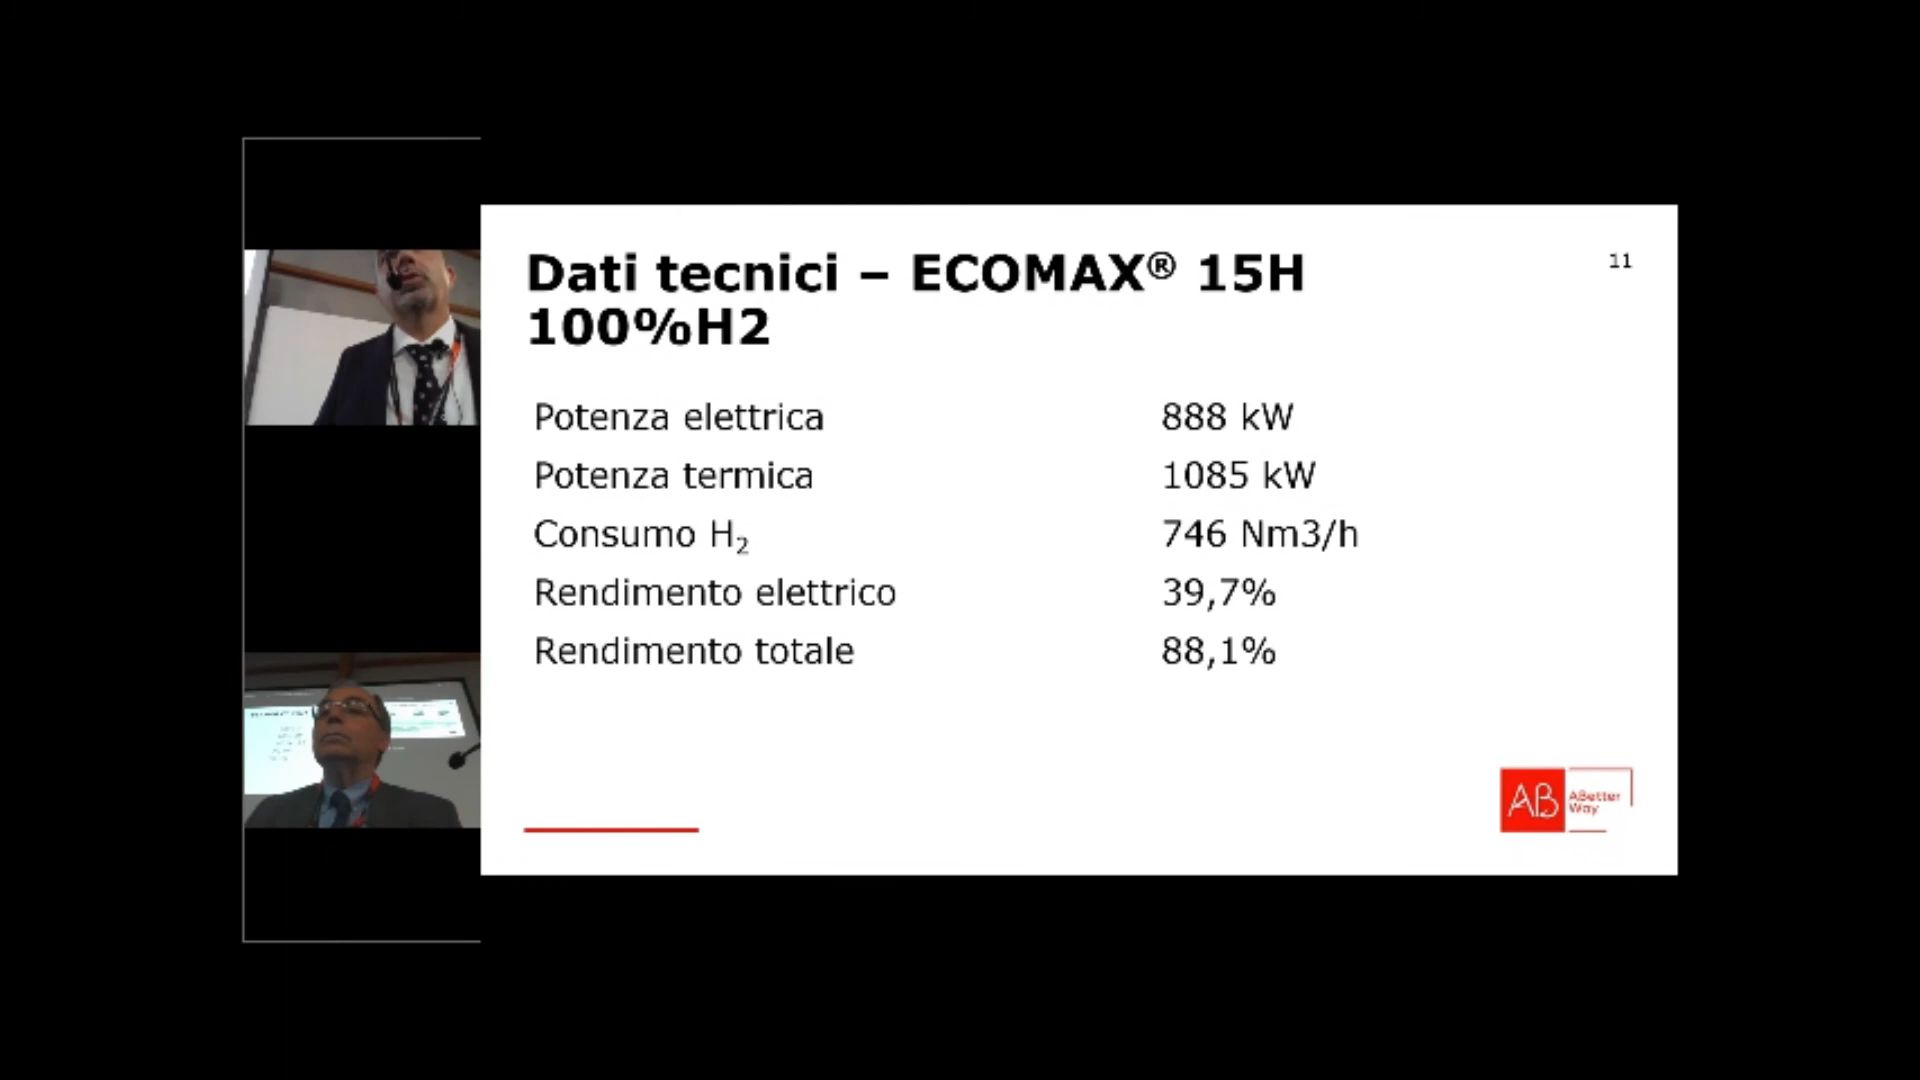 Dati tecnici – ECOMAX® 15H
100%H2
11
Potenza elettrica 888 kW
Potenza termica 1085 kW
Consumo H₂ 746 Nm3/h
Rendimento elettrico 39,7%
Rendimento totale 88,1%
AB ABetter
Way